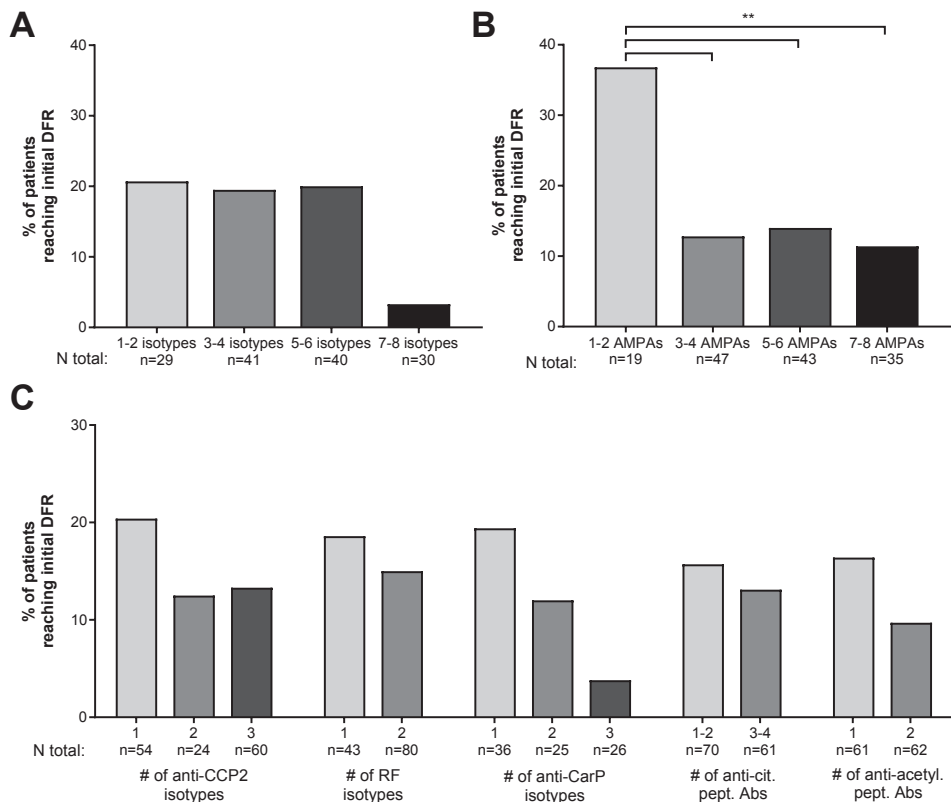 A
% of patients
reaching initial DFR
40
30
20
10
0
1-2 isotypes 3-4 isotypes 5-6 isotypes 7-8 isotypes
N total: n=29 n=41 n=40 n=30
B
**
% of patients
reaching initial DFR
40
30
20
10
0
1-2 AMPAs 3-4 AMPAs 5-6 AMPAs 7-8 AMPAs
N total: n=19 n=47 n=43 n=35
C
% of patients
reaching initial DFR
30
20
10
0
1 2 3 1 2 1 2 3 1-2 3-4 1 2
N total: n=54 n=24 n=60 n=43 n=80 n=36 n=25 n=26 n=70 n=61 n=61 n=62
# of anti-CCP2 # of RF # of anti-CarP # of anti-cit. # of anti-acetyl.
isotypes isotypes isotypes pept. Abs pept. Abs